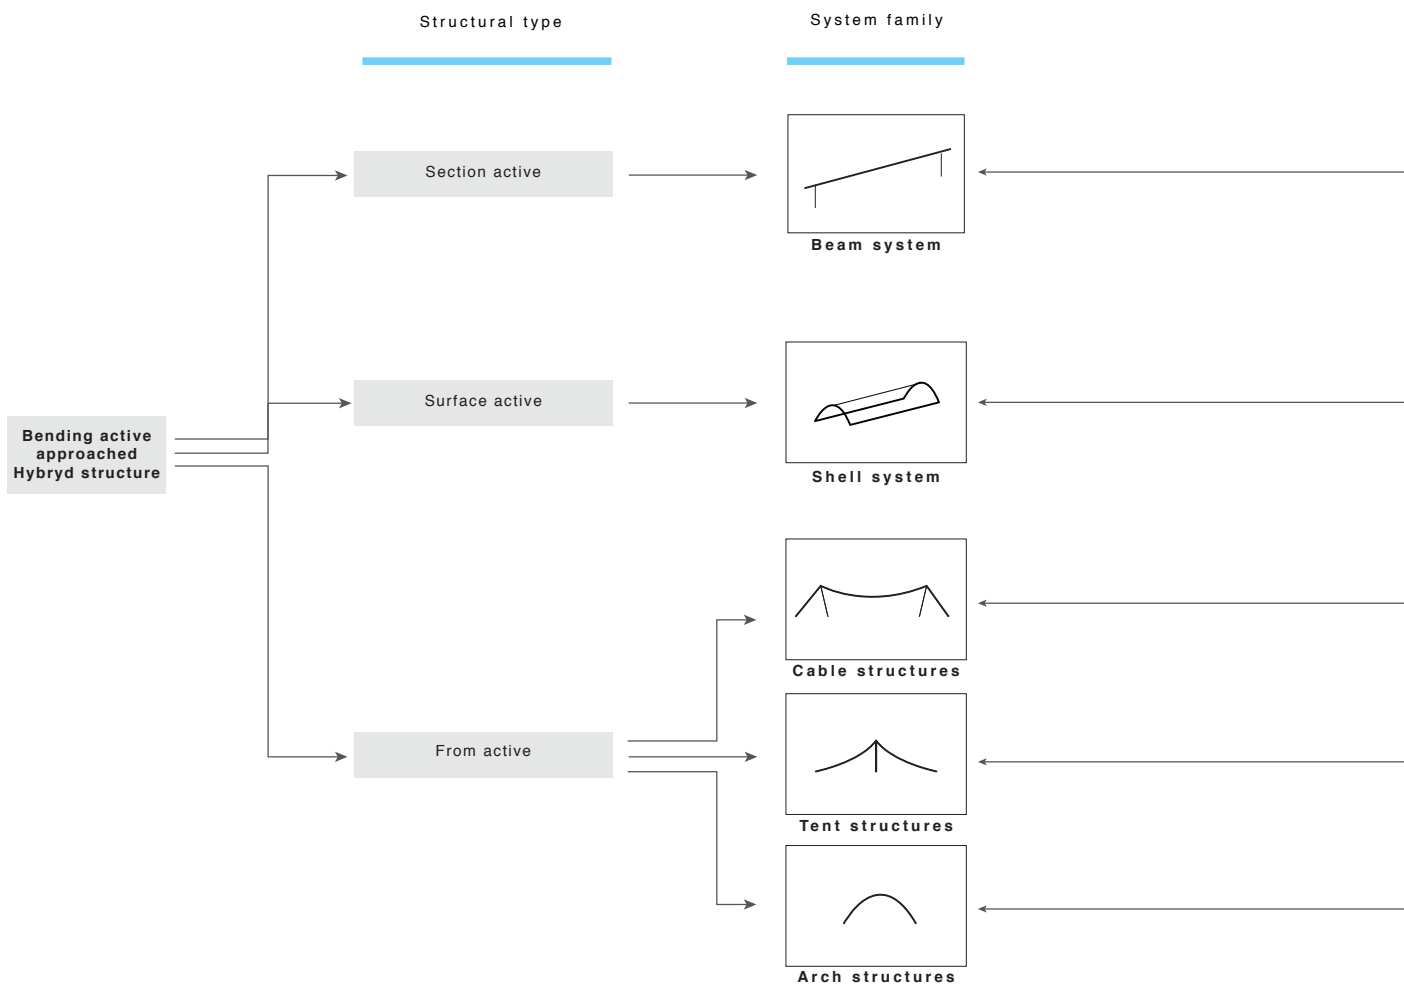 Structural type
System family
Section active
Beam system
Surface active
Bending active
approached
Hybryd structure
Shell system
Cable structures
From active
Tent structures
Arch structures